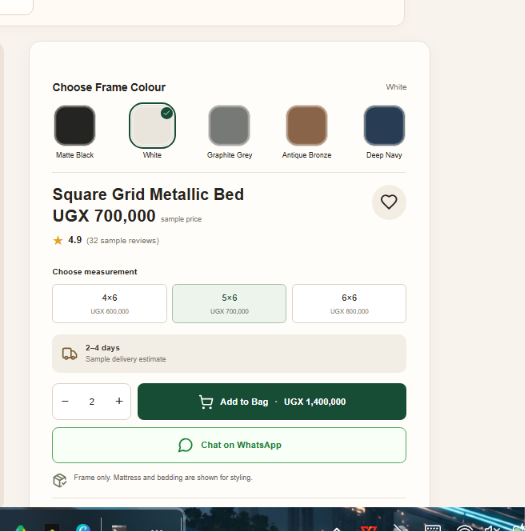 Choose Frame Colour
White
Matte Black
White
Graphite Grey
Antique Bronze
Deep Navy
Square Grid Metallic Bed
UGX 700,000 sample price
★ 4.9 (32 sample reviews)
Choose measurement
4×6
UGX 600,000
5×6
UGX 700,000
6×6
UGX 800,000
2–4 days
Sample delivery estimate
− 2 +
Add to Bag · UGX 1,400,000
Chat on WhatsApp
Frame only. Mattress and bedding are shown for styling.